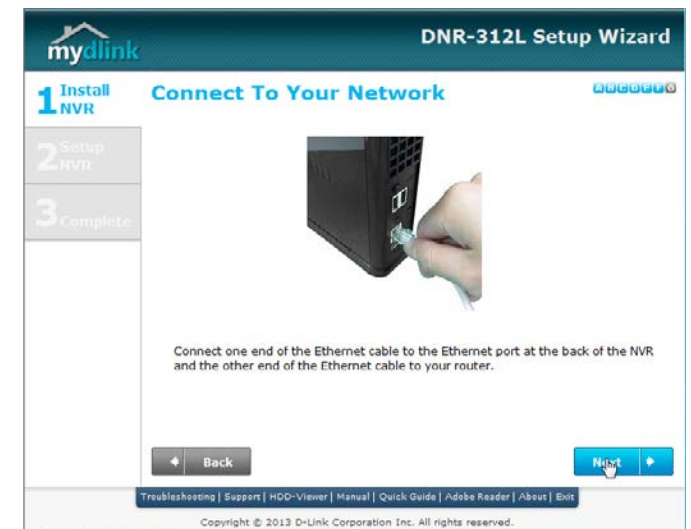 mydlink
DNR-312L Setup Wizard
1 Install
NVR
Connect To Your Network
A B C D E F G
2 Setup
NVR
3 Complete
Connect one end of the Ethernet cable to the Ethernet port at the back of the NVR
and the other end of the Ethernet cable to your router.
Back
Next
Troubleshooting | Support | HDD-Viewer | Manual | Quick Guide | Adobe Reader | About | Exit
Copyright © 2013 D-Link Corporation Inc. All rights reserved.